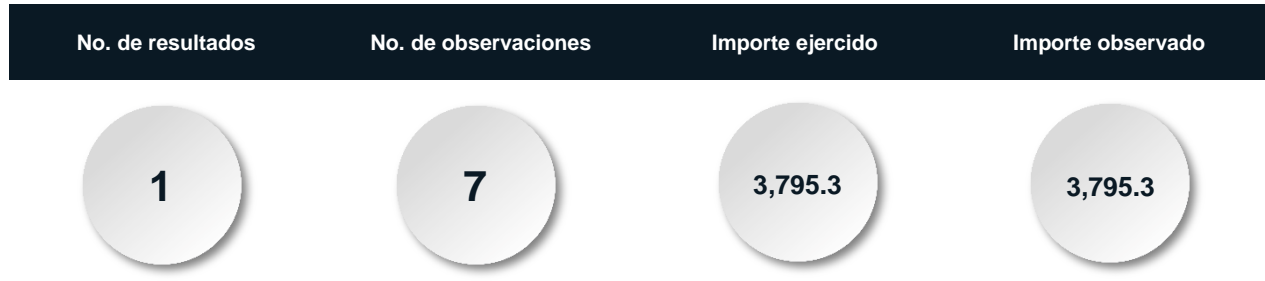 No. de resultados No. de observaciones Importe ejercido Importe observado
1 7 3,795.3 3,795.3